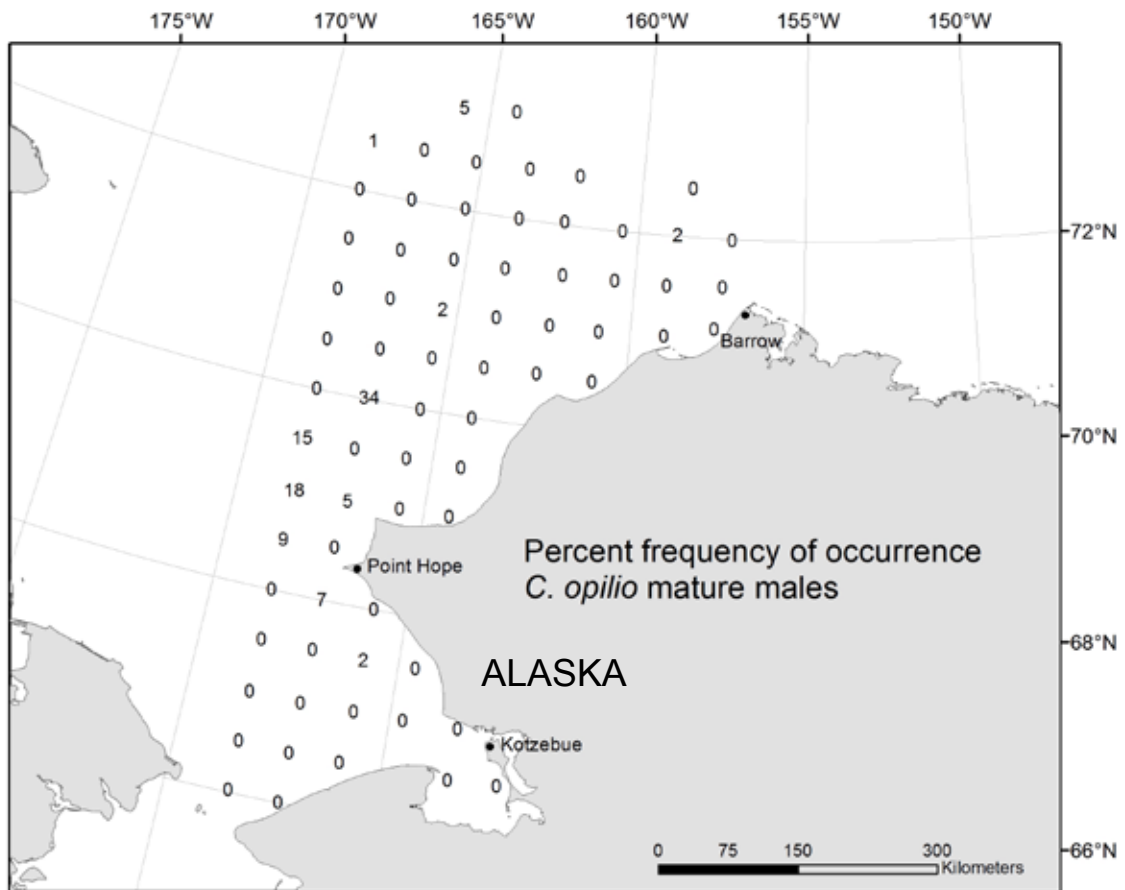 175°W 170°W 165°W 160°W 155°W 150°W
5 0
1 0 0 0 0 0
0 0 0 0 0 0 2 0
0 0 0 0 0 0 0 0
72°N
0 0 2 0 0 0 0 0
Barrow
0 0 0 0 0 0
0 34 0 0
70°N
15 0 0 0
18 5 0 0
9 0
Point Hope
Percent frequency of occurrence
C. opilio mature males
0 7 0
0 0 2 0
68°N
ALASKA
0 0 0 0 0
Kotzebue
0 0 0 0 0
0 0
0 75 150 300
Kilometers
66°N